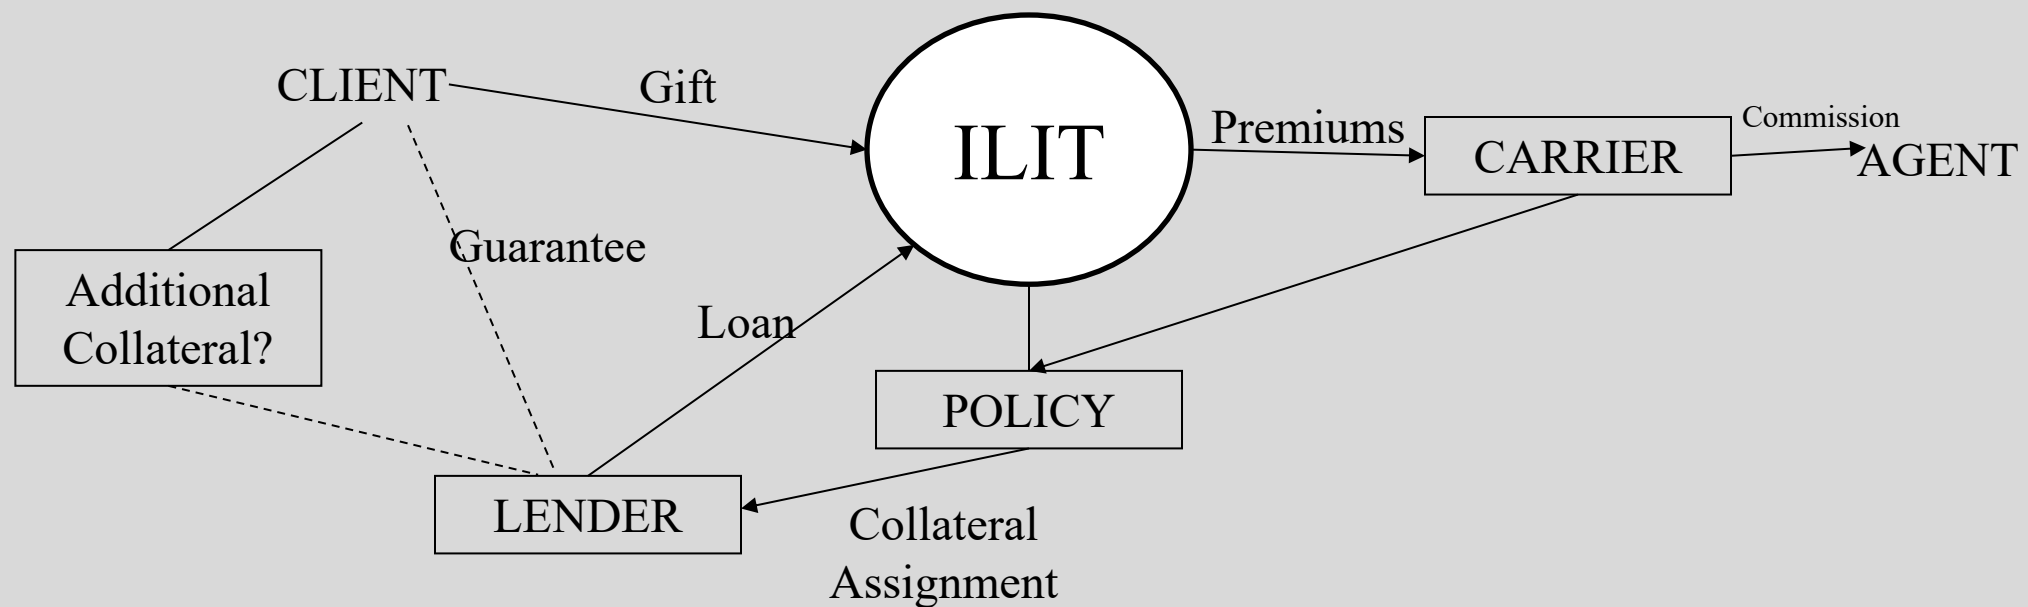 CLIENT
Gift
ILIT
Premiums
CARRIER
Commission
AGENT
Guarantee
Additional
Collateral?
Loan
POLICY
LENDER
Collateral
Assignment